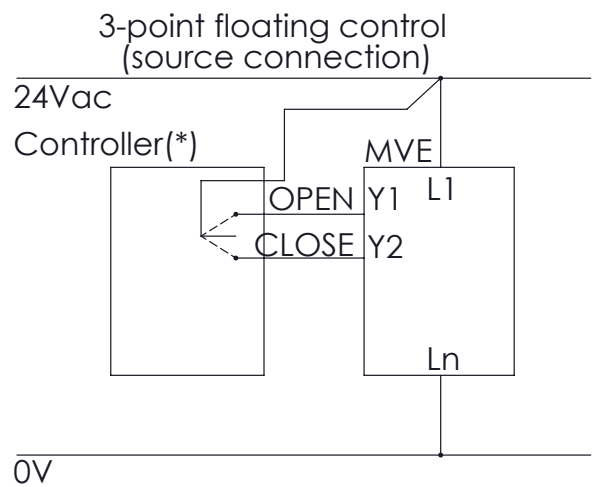 3-point floating control
(source connection)
24Vac
Controller(*)
MVE
L1
OPEN Y1
CLOSE Y2
Ln
0V